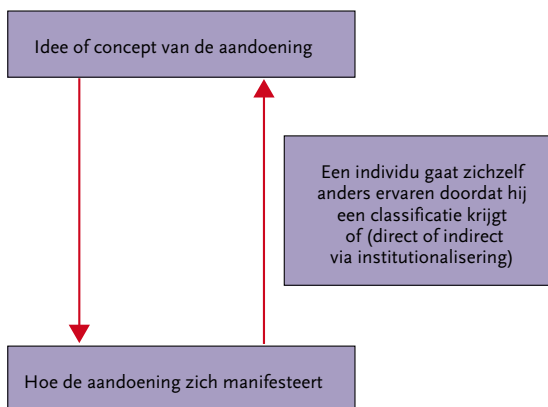 Idee of concept van de aandoening
Een individu gaat zichzelf
anders ervaren doordat hij
een classificatie krijgt
of (direct of indirect
via institutionalisering)
Hoe de aandoening zich manifesteert